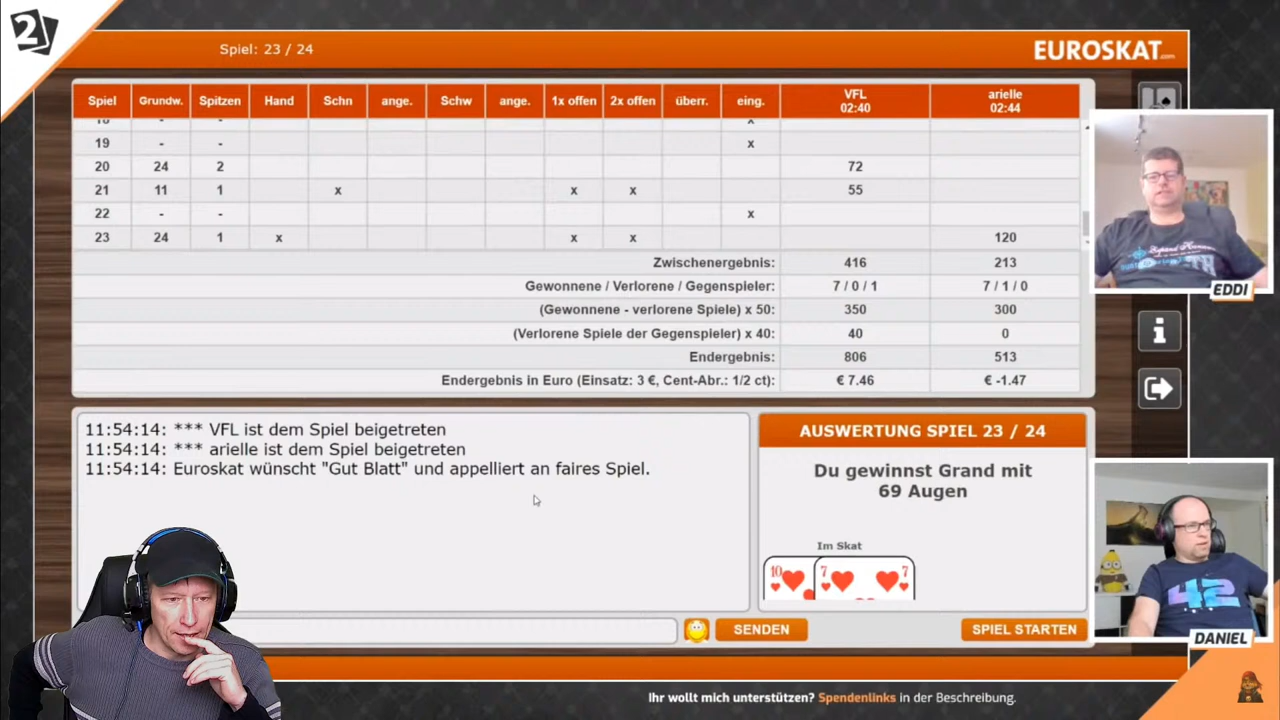 2
Spiel: 23 / 24
EUROSKAT.com
Spiel Grundw. Spitzen Hand Schn ange. Schw ange. 1x offen 2x offen überr. eing. VFL 02:40 arielle 02:44
18 - - x
19 - - x
20 24 2 72
21 11 1 x x x 55
22 - - x
23 24 1 x x x 120
Zwischenergebnis: 416 213
Gewonnene / Verlorene / Gegenspieler: 7 / 0 / 1 7 / 1 / 0
(Gewonnene - verlorene Spiele) x 50: 350 300
(Verlorene Spiele der Gegenspieler) x 40: 40 0
Endergebnis: 806 513
Endergebnis in Euro (Einsatz: 3 €, Cent-Abr.: 1/2 ct): € 7.46 € -1.47
EDDI
11:54:14: *** VFL ist dem Spiel beigetreten
11:54:14: *** arielle ist dem Spiel beigetreten
11:54:14: Euroskat wünscht "Gut Blatt" und appelliert an faires Spiel.
AUSWERTUNG SPIEL 23 / 24
Du gewinnst Grand mit
69 Augen
Im Skat
10 7 7
42
SENDEN
SPIEL STARTEN
DANIEL
Ihr wollt mich unterstützen? Spendenlinks in der Beschreibung.